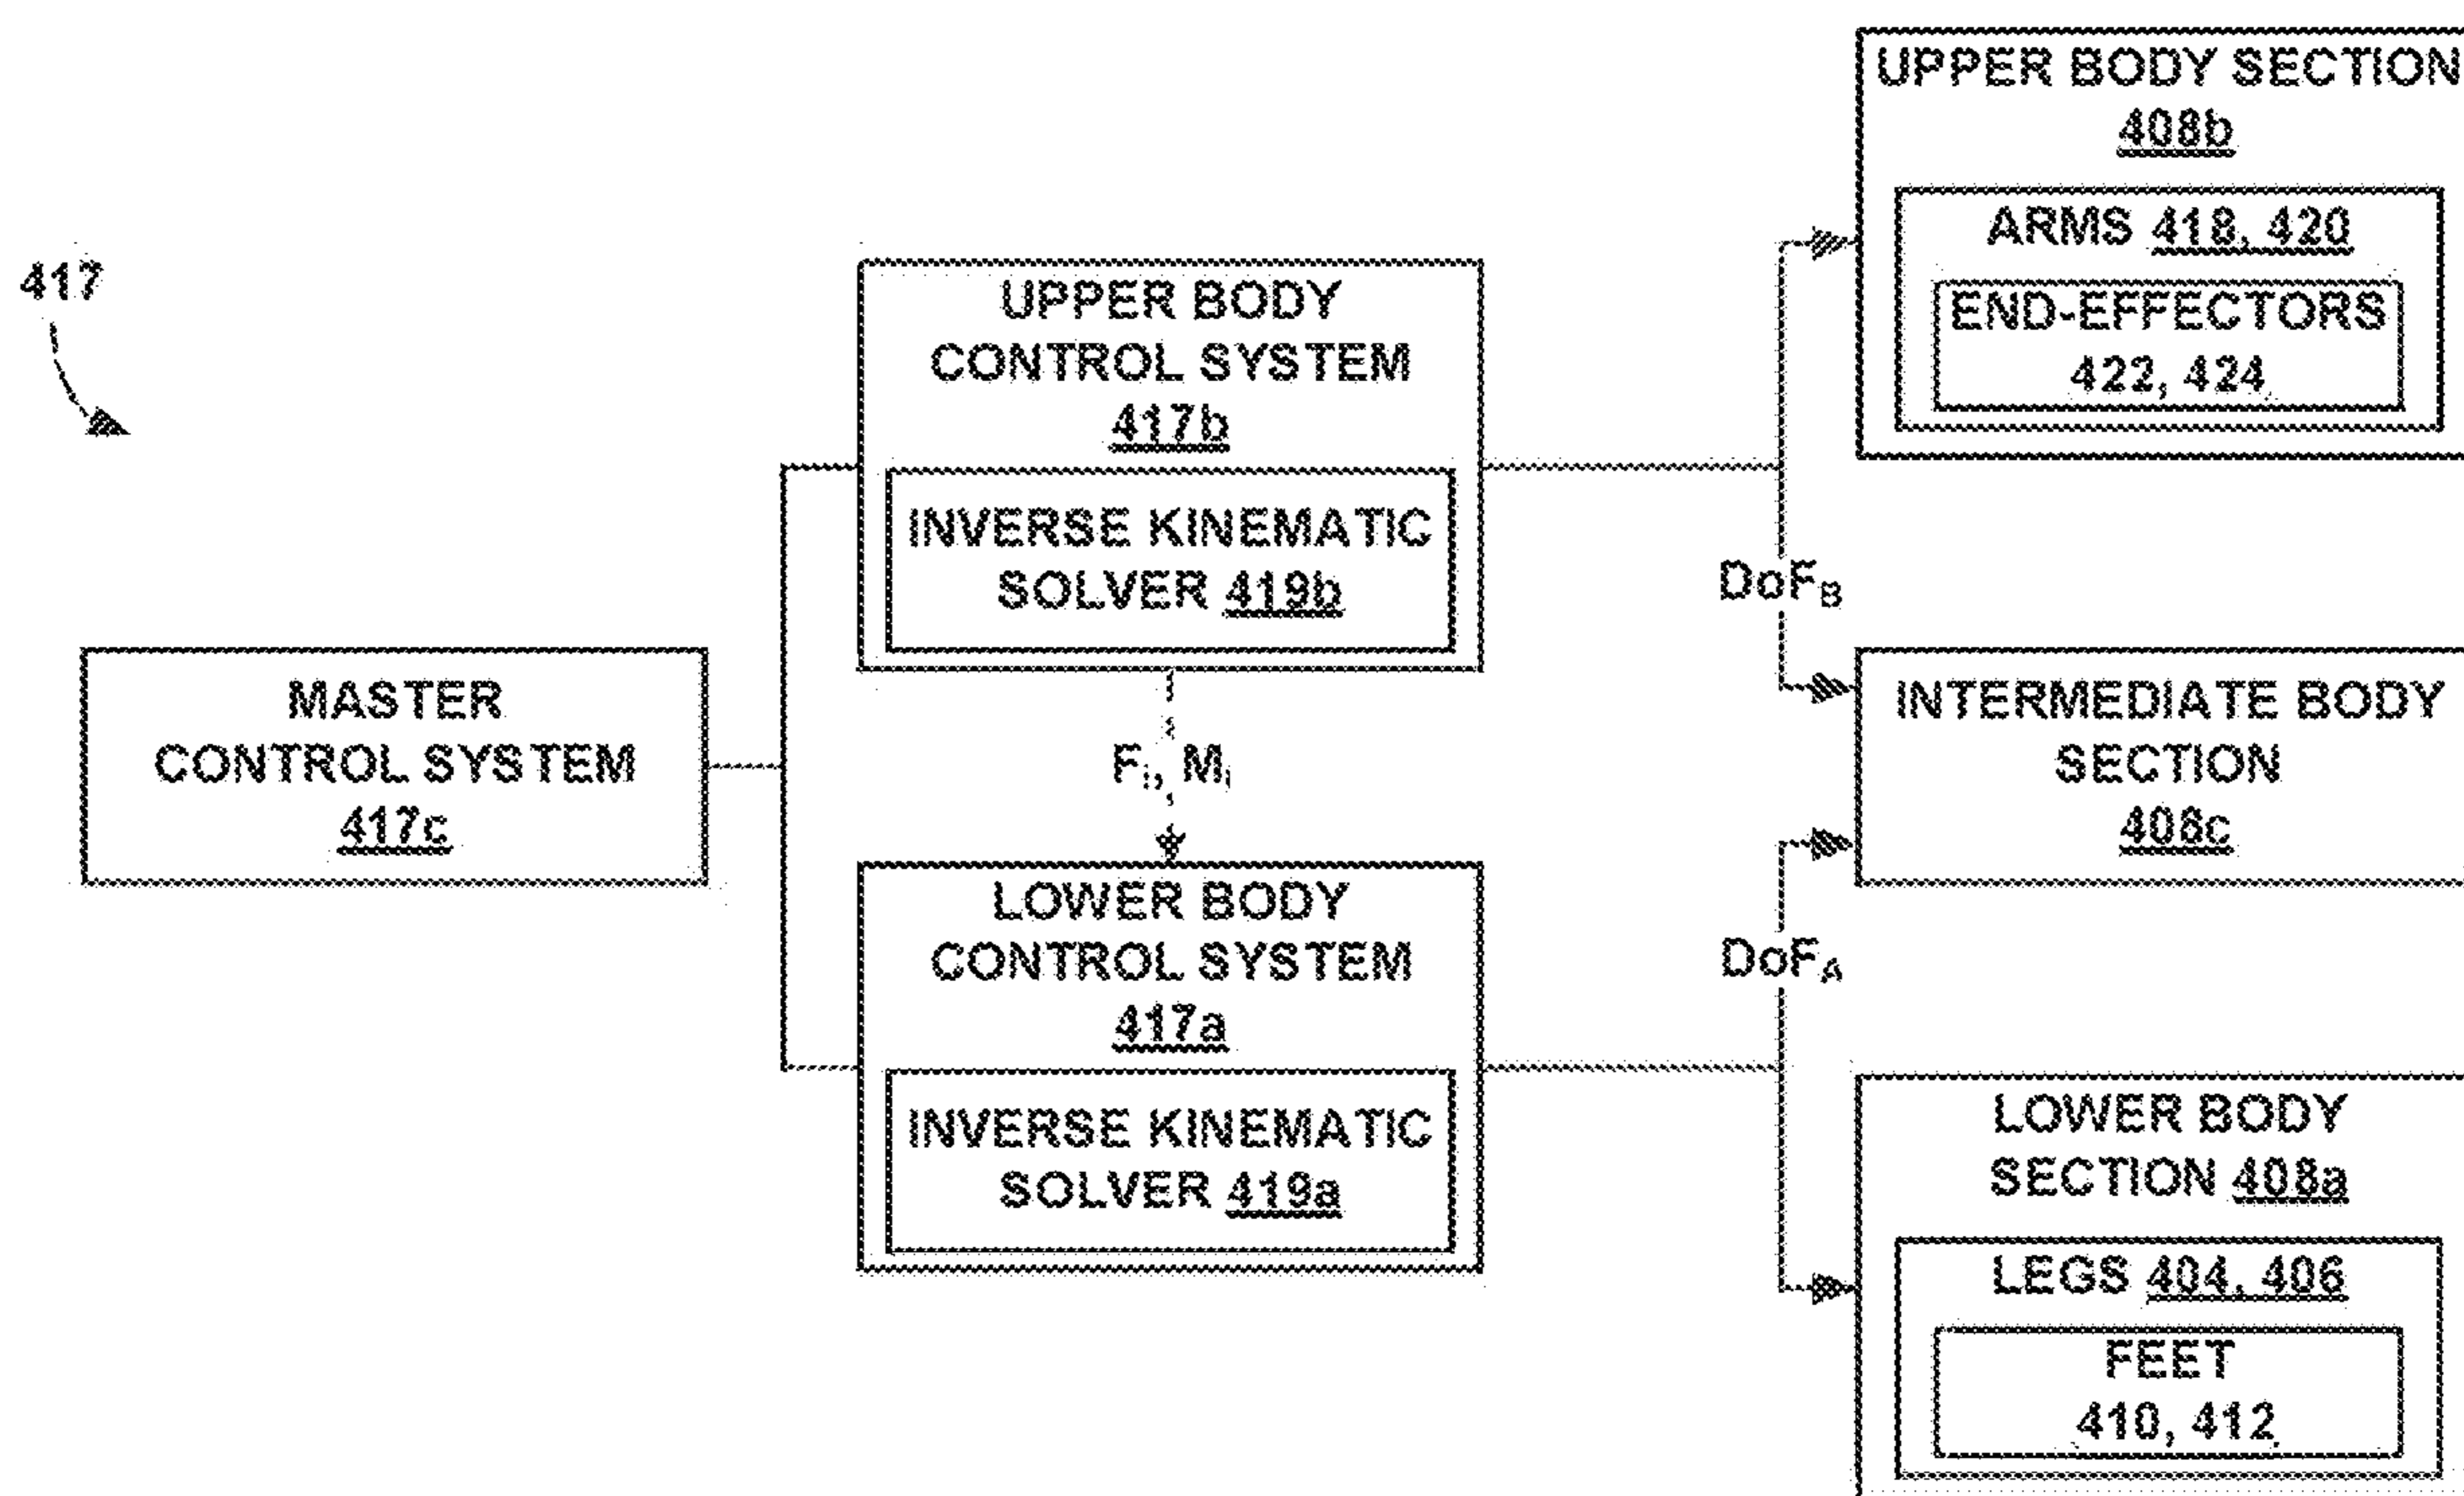 417
MASTER
CONTROL SYSTEM
417c
UPPER BODY
CONTROL SYSTEM
417b
INVERSE KINEMATIC
SOLVER 419b
Fi, Mi
LOWER BODY
CONTROL SYSTEM
417a
INVERSE KINEMATIC
SOLVER 419a
DoFB
DoFA
UPPER BODY SECTION
408b
ARMS 418, 420
END-EFFECTORS
422, 424
INTERMEDIATE BODY
SECTION
408c
LOWER BODY
SECTION 408a
LEGS 404, 406
FEET
410, 412